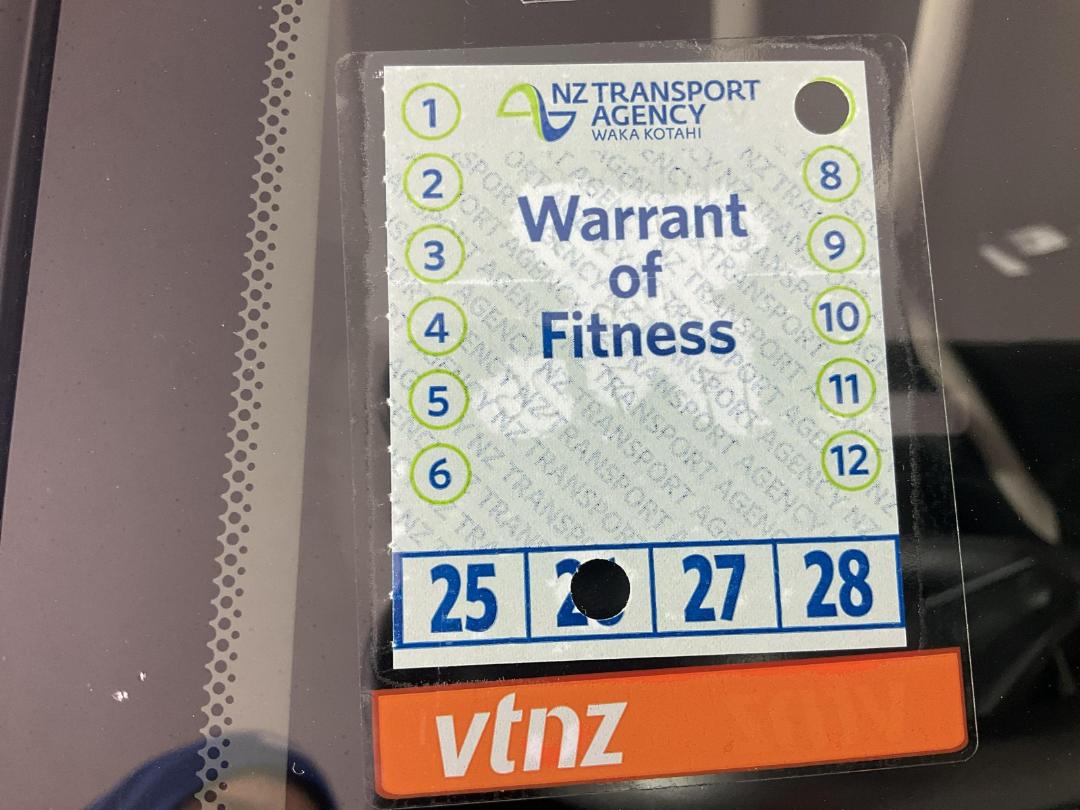 NZ TRANSPORT
AGENCY
WAKA KOTAHI
Warrant
of
Fitness
1
2
3
4
5
6
8
9
10
11
12
25 27 28
vtnz